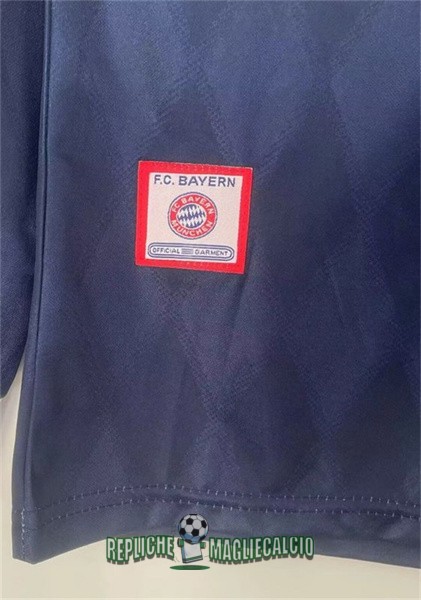 F.C. BAYERN
FC BAYERN
MÜNCHEN
OFFICIAL GARMENT
REPLICHE MAGLIECALCIO